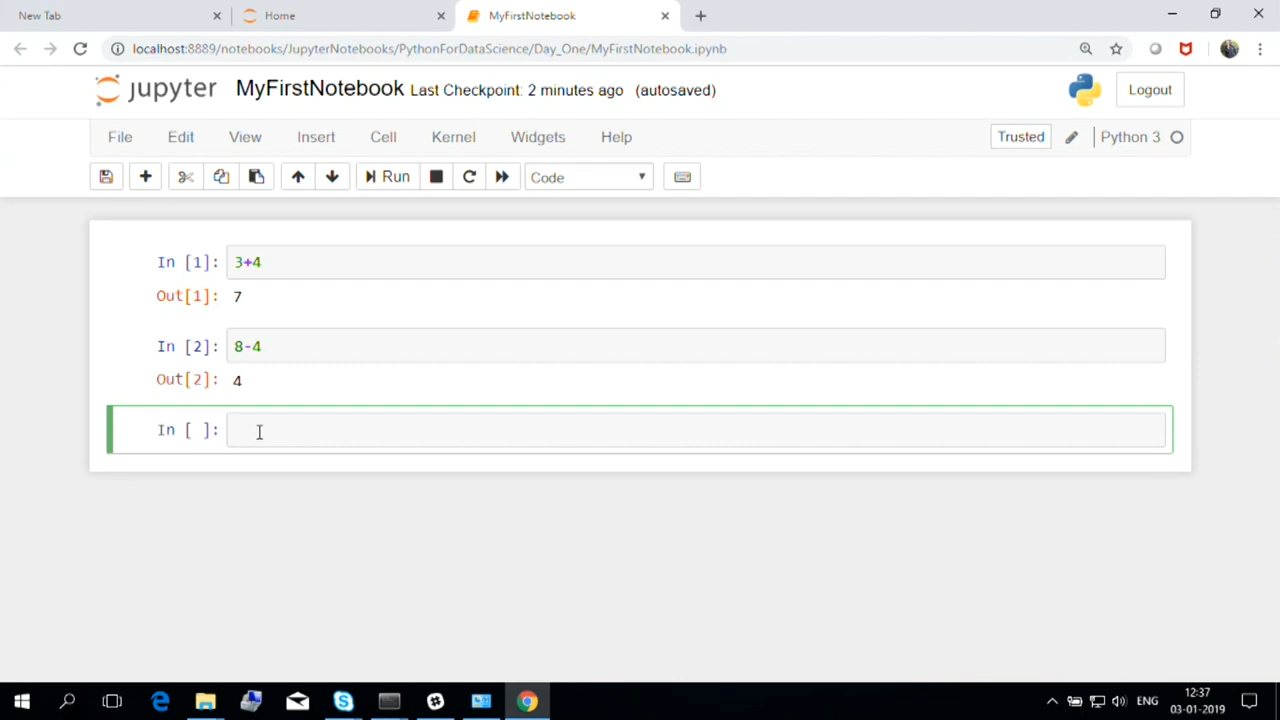 New Tab
Home
MyFirstNotebook
localhost:8889/notebooks/JupyterNotebooks/PythonForDataScience/Day_One/MyFirstNotebook.ipynb
jupyter MyFirstNotebook Last Checkpoint: 2 minutes ago (autosaved)
Logout
File Edit View Insert Cell Kernel Widgets Help
Trusted
Python 3
Run
Code
In [1]: 3+4
Out[1]: 7
In [2]: 8-4
Out[2]: 4
In [ ]:
ENG
12:37
03-01-2019